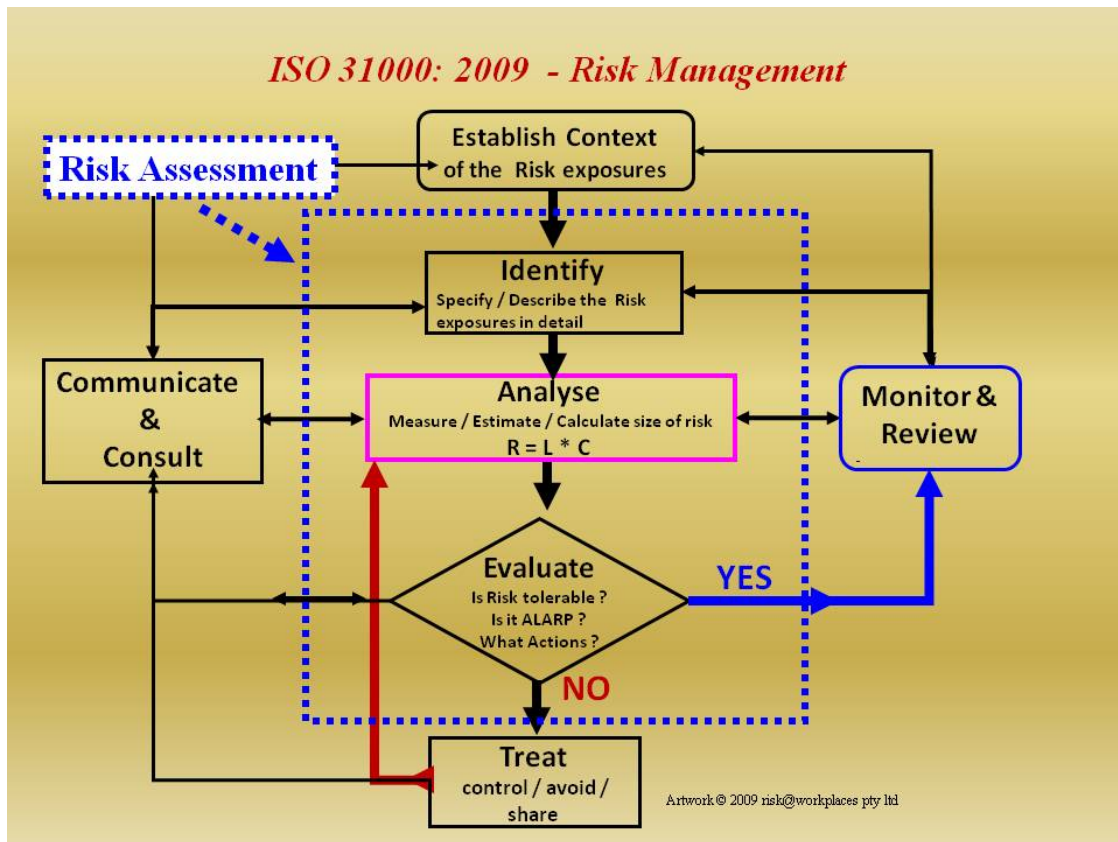 ISO 31000: 2009 - Risk Management
Establish Context
of the Risk exposures
Risk Assessment
Identify
Specify / Describe the Risk
exposures in detail
Communicate
&
Consult
Analyse
Measure / Estimate / Calculate size of risk
R = L * C
Monitor &
Review
-
Evaluate
Is Risk tolerable ?
Is it ALARP ?
What Actions ?
YES
NO
Treat
control / avoid /
share
Artwork © 2009 risk@workplaces pty ltd